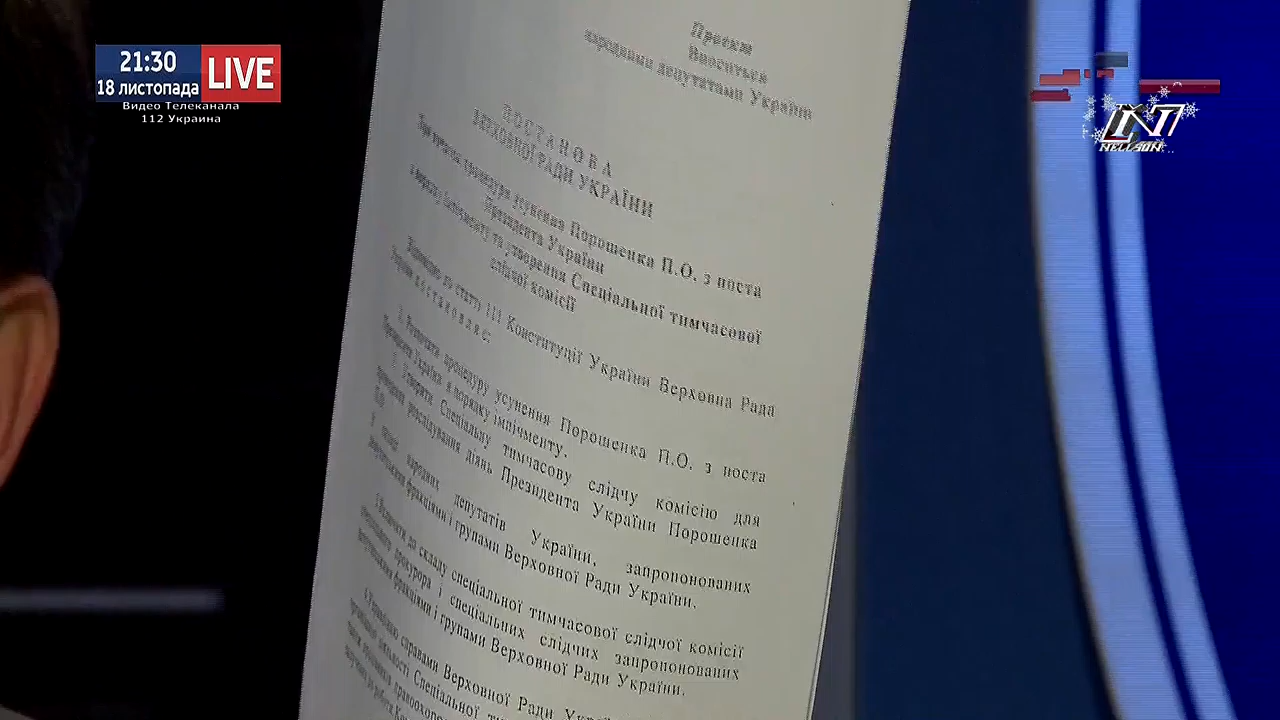 21:30
18 листопада
LIVE
Видео Телеканала
112 Украина
NELLSON
Проект
Вноситься
народними депутатами України
ПОСТАНОВА
ВЕРХОВНОЇ РАДИ УКРАЇНИ
Про початок процедури усунення Порошенка П.О. з поста
Президента України
в порядку імпічменту та утворення Спеціальної тимчасової
слідчої комісії
Відповідно до статті 111 Конституції України Верховна Рада
України постановляє:
1. Розпочати процедуру усунення Порошенка П.О. з поста
Президента України в порядку імпічменту.
2. Створити Спеціальну тимчасову слідчу комісію для
проведення розслідування діянь Президента України Порошенка
П.О.
У складі народних депутатів України, запропонованих
депутатськими фракціями і групами Верховної Ради України.
3. Включити до складу спеціальної тимчасової слідчої комісії
спеціального прокурора і спеціальних слідчих запропонованих
депутатськими фракціями і групами Верховної Ради України.
4. Управлінню справами Верховної Ради